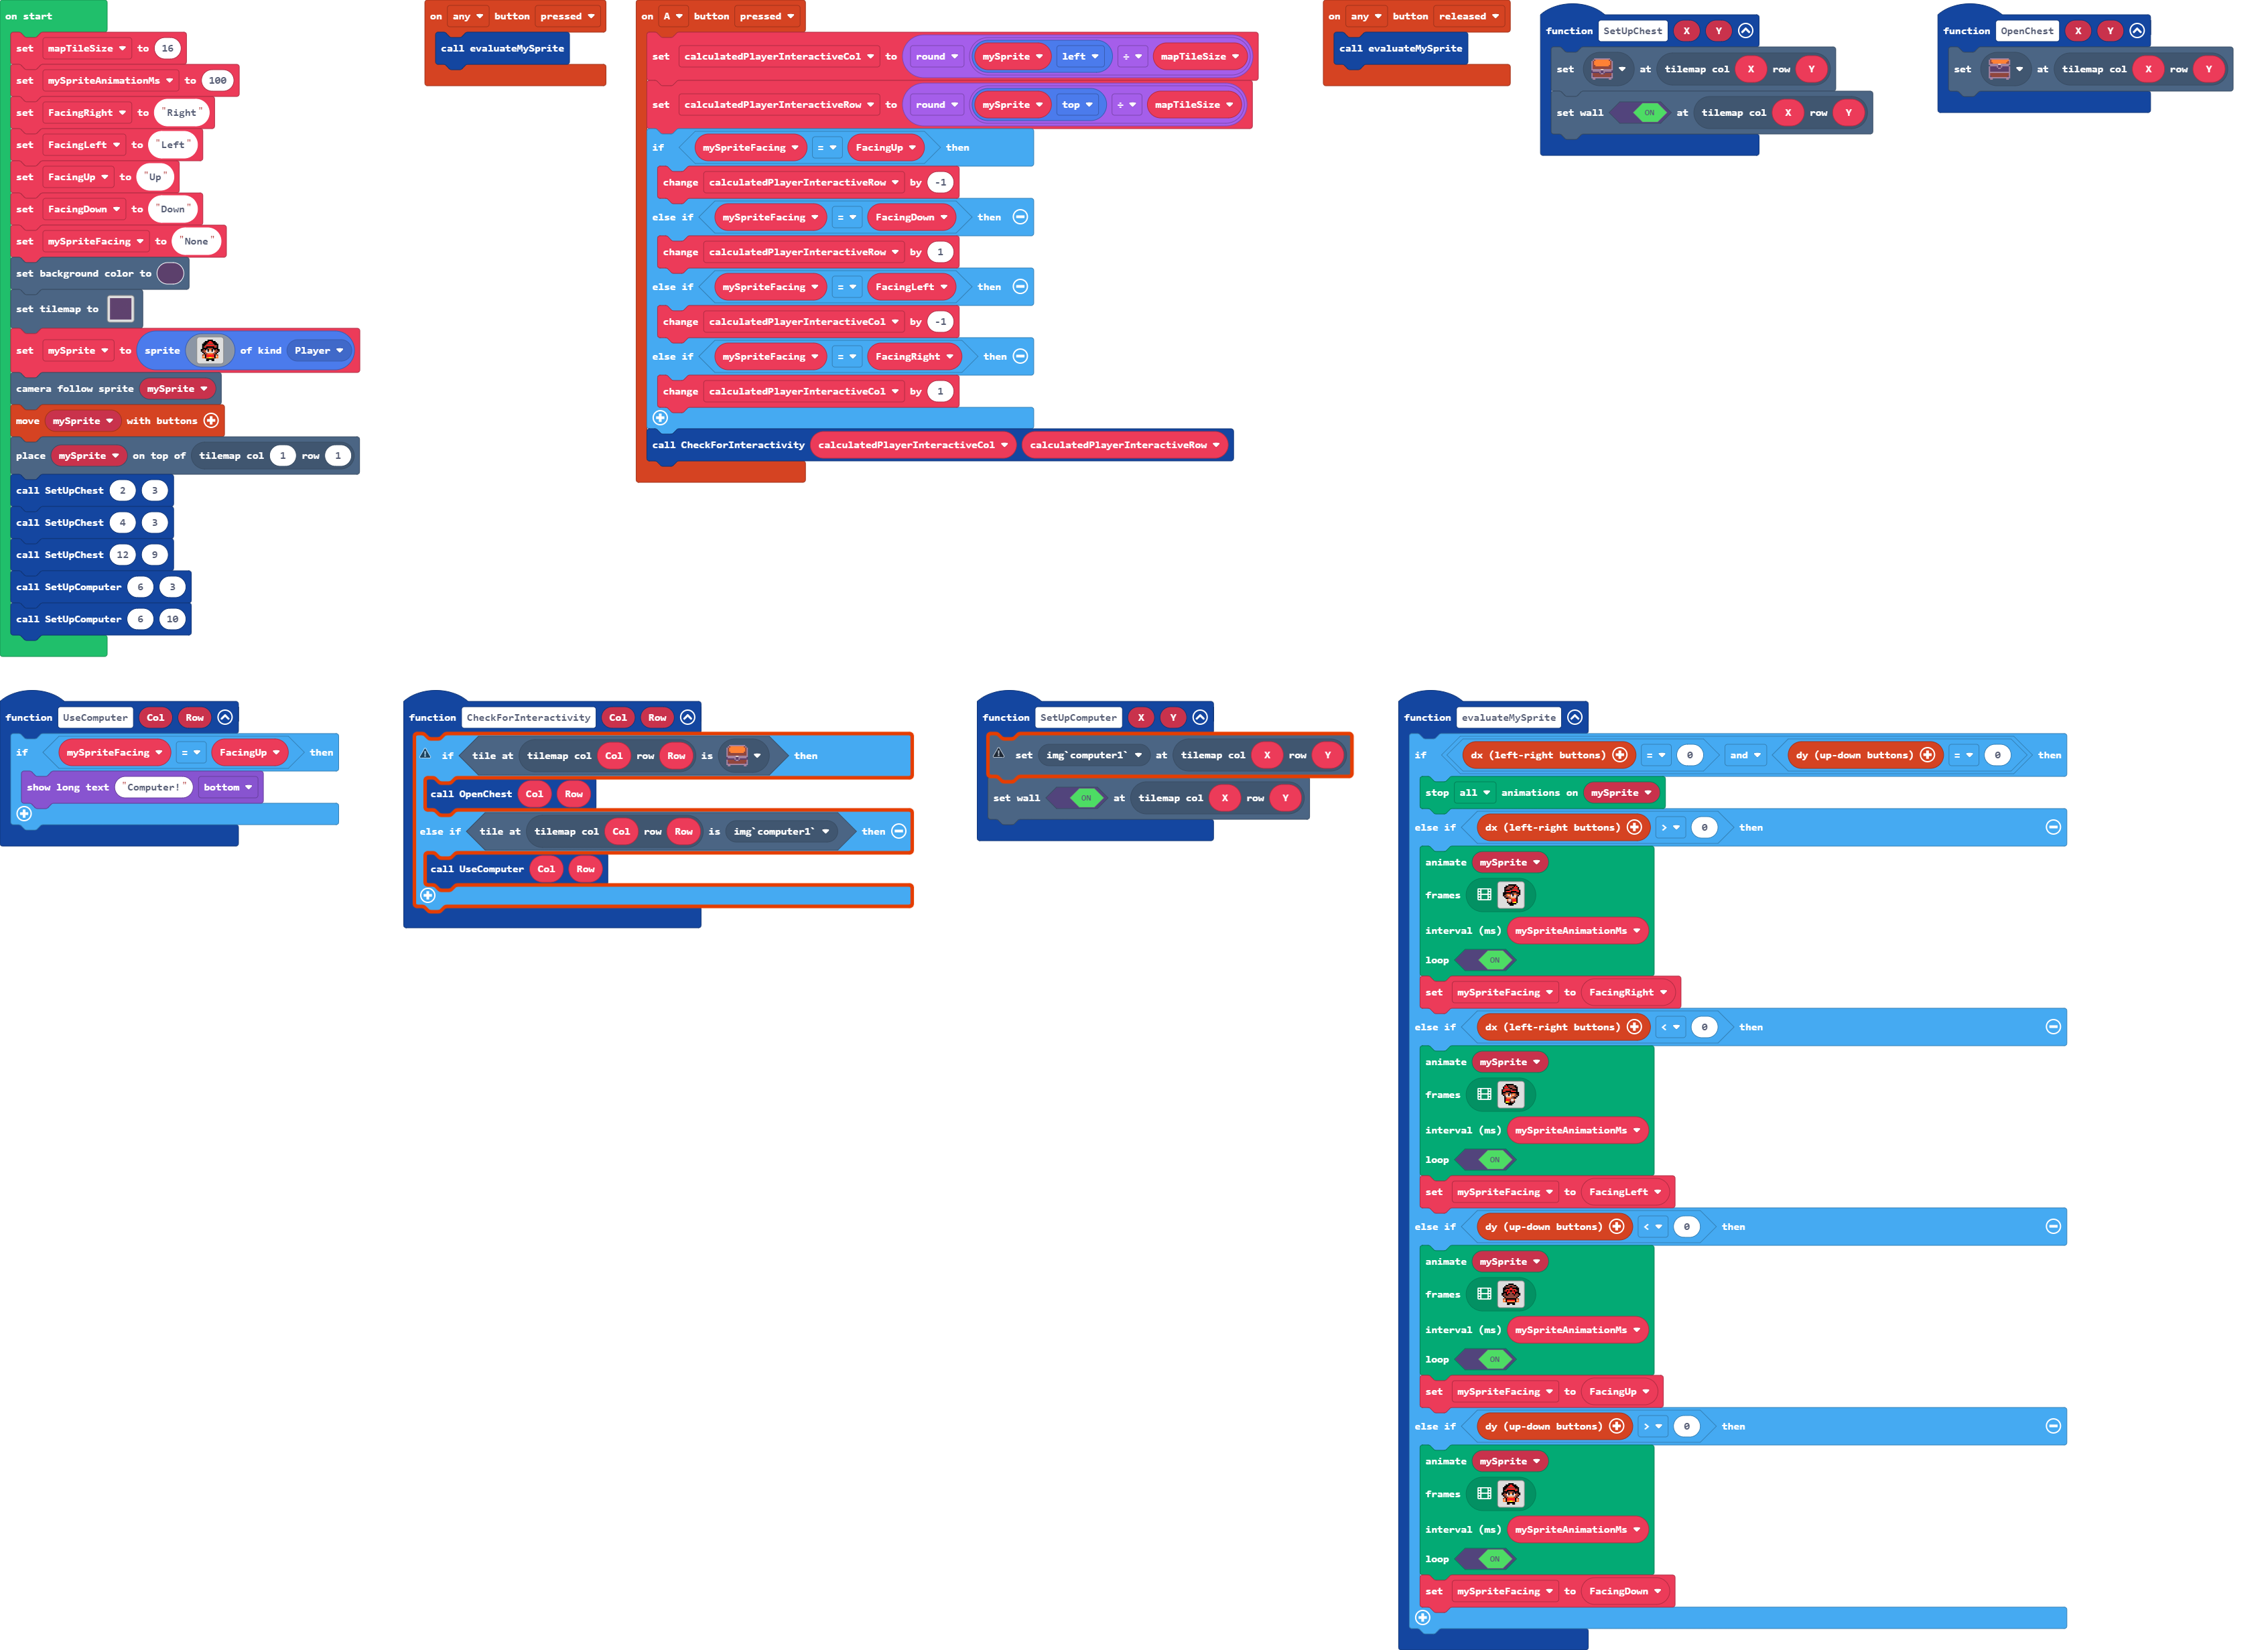 on start
set mapTileSize to 16
set mySpriteAnimationMs to 100
set FacingRight to "Right"
set FacingLeft to "Left"
set FacingUp to "Up"
set FacingDown to "Down"
set mySpriteFacing to "None"
set background color to
set tilemap to
set mySprite to sprite of kind Player
camera follow sprite mySprite
move mySprite with buttons
place mySprite on top of tilemap col 1 row 1
call SetUpChest 2 3
call SetUpChest 4 3
call SetUpChest 12 9
call SetUpComputer 6 3
call SetUpComputer 6 10
on any button pressed
call evaluateMySprite
on A button pressed
set calculatedPlayerInteractiveCol to round mySprite left ÷ mapTileSize
set calculatedPlayerInteractiveRow to round mySprite top ÷ mapTileSize
if mySpriteFacing = FacingUp then
change calculatedPlayerInteractiveRow by -1
else if mySpriteFacing = FacingDown then
change calculatedPlayerInteractiveRow by 1
else if mySpriteFacing = FacingLeft then
change calculatedPlayerInteractiveCol by -1
else if mySpriteFacing = FacingRight then
change calculatedPlayerInteractiveCol by 1
call CheckForInteractivity calculatedPlayerInteractiveCol calculatedPlayerInteractiveRow
on any button released
call evaluateMySprite
function SetUpChest X Y
set at tilemap col X row Y
set wall ON at tilemap col X row Y
function OpenChest X Y
set at tilemap col X row Y
function UseComputer Col Row
if mySpriteFacing = FacingUp then
show long text "Computer!" bottom
function CheckForInteractivity Col Row
if tile at tilemap col Col row Row is then
call OpenChest Col Row
else if tile at tilemap col Col row Row is img`computer1` then
call UseComputer Col Row
function SetUpComputer X Y
set img`computer1` at tilemap col X row Y
set wall ON at tilemap col X row Y
function evaluateMySprite
if dx (left-right buttons) = 0 and dy (up-down buttons) = 0 then
stop all animations on mySprite
else if dx (left-right buttons) > 0 then
animate mySprite
frames
interval (ms) mySpriteAnimationMs
loop ON
set mySpriteFacing to FacingRight
else if dx (left-right buttons) < 0 then
animate mySprite
frames
interval (ms) mySpriteAnimationMs
loop ON
set mySpriteFacing to FacingLeft
else if dy (up-down buttons) < 0 then
animate mySprite
frames
interval (ms) mySpriteAnimationMs
loop ON
set mySpriteFacing to FacingUp
else if dy (up-down buttons) > 0 then
animate mySprite
frames
interval (ms) mySpriteAnimationMs
loop ON
set mySpriteFacing to FacingDown